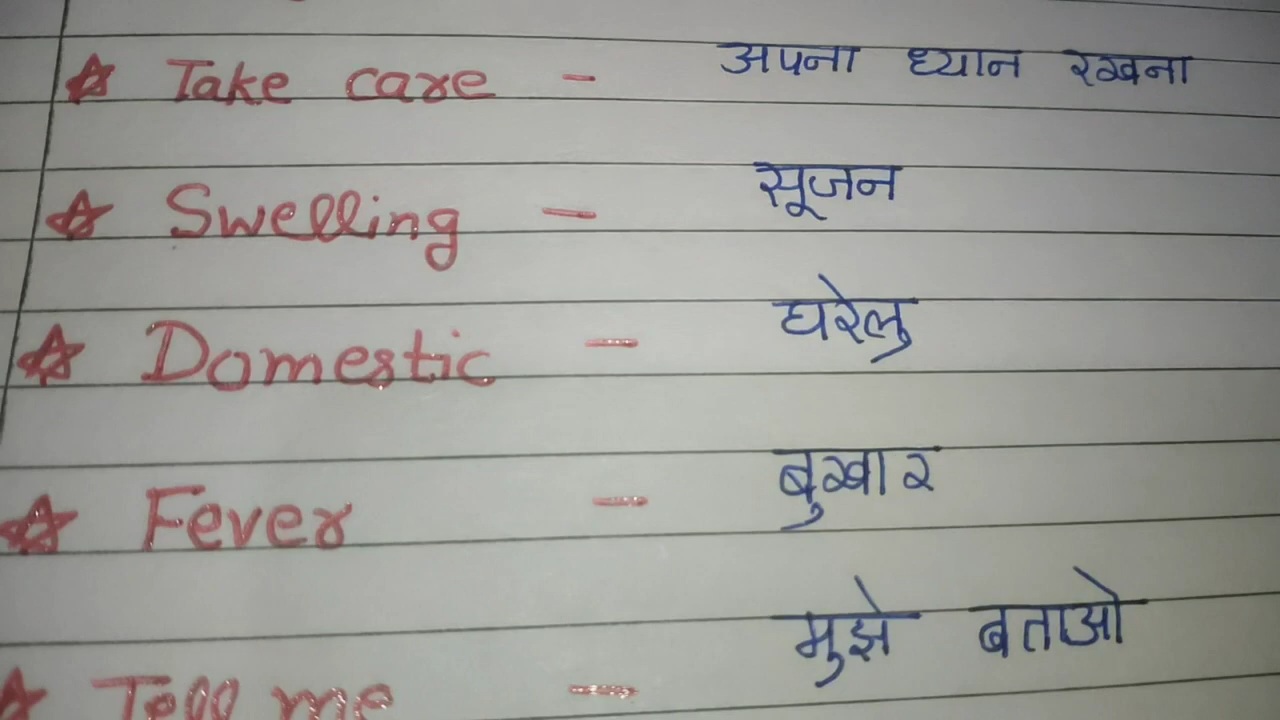 ☆ Take care - अपना ध्यान रखना
☆ Swelling - सूजन
☆ Domestic - घरेलु
☆ Fever - बुखार
☆ Tell me - मुझे बताओ